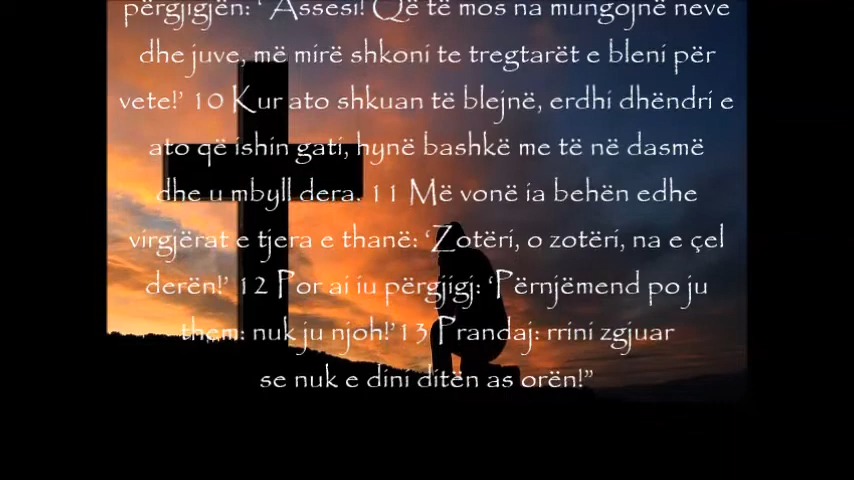 përgjigjën: ‘ Assesi! Që të mos na mungojnë neve
dhe juve, më mirë shkoni te tregtarët e bleni për
vete!’ 10 Kur ato shkuan të blejnë, erdhi dhëndri e
ato që ishin gati, hynë bashkë me të në dasmë
dhe u mbyll dera. 11 Më vonë ia behën edhe
virgjërat e tjera e thanë: ‘Zotëri, o zotëri, na e çel
derën!’ 12 Por ai iu përgjigj: ‘Përnjëmend po ju
them: nuk ju njoh!’13 Prandaj: rrini zgjuar
se nuk e dini ditën as orën!”